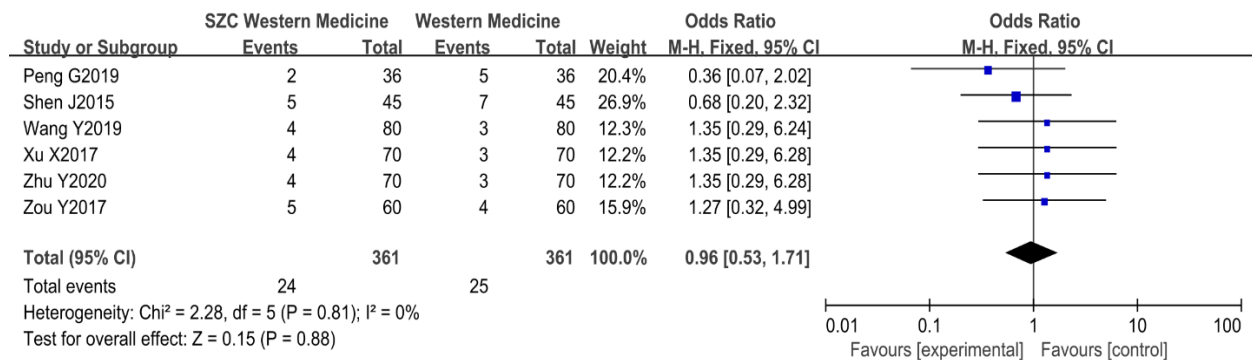 SZC Western Medicine Western Medicine Odds Ratio Odds Ratio
Study or Subgroup Events Total Events Total Weight M-H, Fixed, 95% CI M-H, Fixed, 95% CI
Peng G2019 2 36 5 36 20.4% 0.36 [0.07, 2.02]
Shen J2015 5 45 7 45 26.9% 0.68 [0.20, 2.32]
Wang Y2019 4 80 3 80 12.3% 1.35 [0.29, 6.24]
Xu X2017 4 70 3 70 12.2% 1.35 [0.29, 6.28]
Zhu Y2020 4 70 3 70 12.2% 1.35 [0.29, 6.28]
Zou Y2017 5 60 4 60 15.9% 1.27 [0.32, 4.99]
Total (95% CI) 361 361 100.0% 0.96 [0.53, 1.71]
Total events 24 25
Heterogeneity: Chi² = 2.28, df = 5 (P = 0.81); I² = 0%
Test for overall effect: Z = 0.15 (P = 0.88)
0.01 0.1 1 10 100
Favours [experimental] Favours [control]